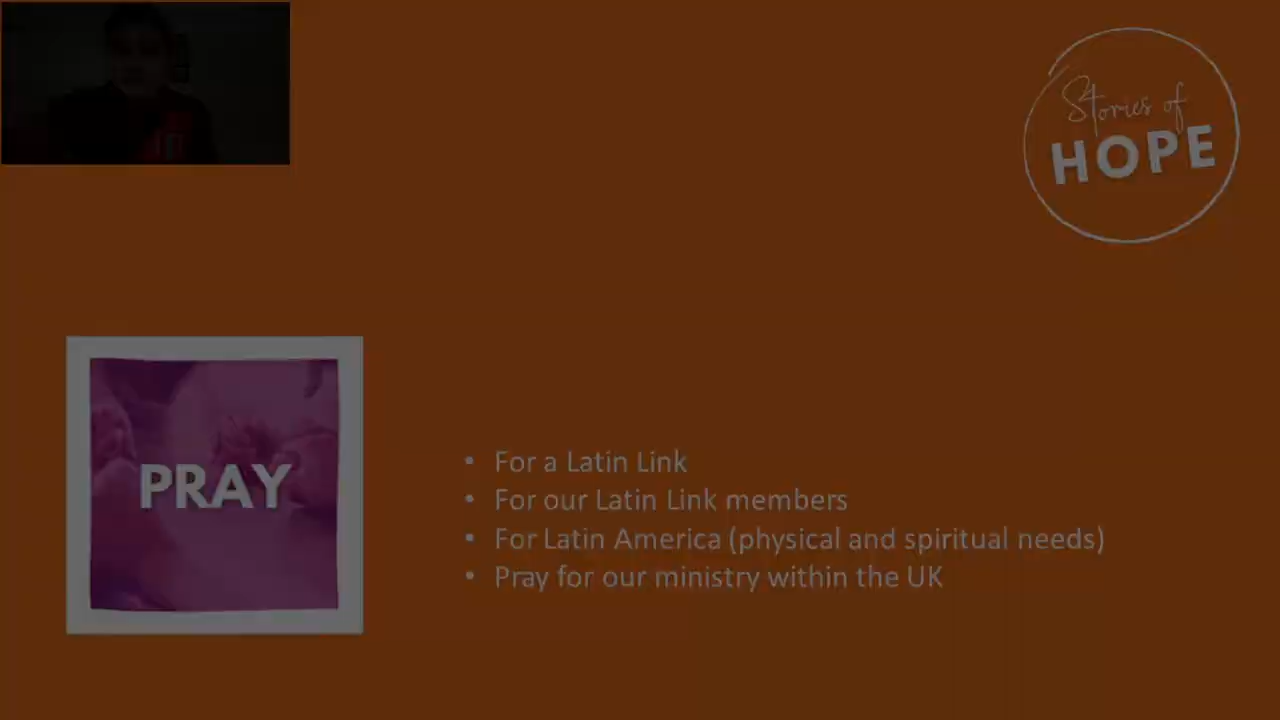 Stories of
HOPE
PRAY
• For a Latin Link
• For our Latin Link members
• For Latin America (physical and spiritual needs)
• Pray for our ministry within the UK